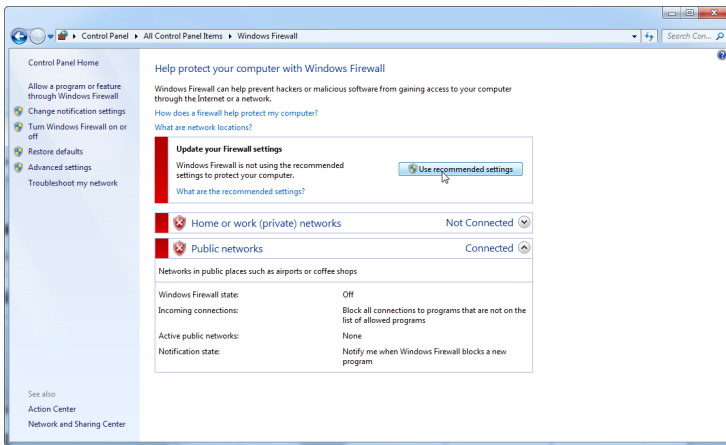 Control Panel ▸ All Control Panel Items ▸ Windows Firewall
Search Con...
Control Panel Home
Allow a program or feature
through Windows Firewall
Change notification settings
Turn Windows Firewall on or
off
Restore defaults
Advanced settings
Troubleshoot my network
See also
Action Center
Network and Sharing Center
Help protect your computer with Windows Firewall
Windows Firewall can help prevent hackers or malicious software from gaining access to your computer
through the Internet or a network.
How does a firewall help protect my computer?
What are network locations?
Update your Firewall settings
Windows Firewall is not using the recommended
settings to protect your computer.
What are the recommended settings?
Use recommended settings
Home or work (private) networks Not Connected
Public networks Connected
Networks in public places such as airports or coffee shops
Windows Firewall state: Off
Incoming connections: Block all connections to programs that are not on the
list of allowed programs
Active public networks: None
Notification state: Notify me when Windows Firewall blocks a new
program